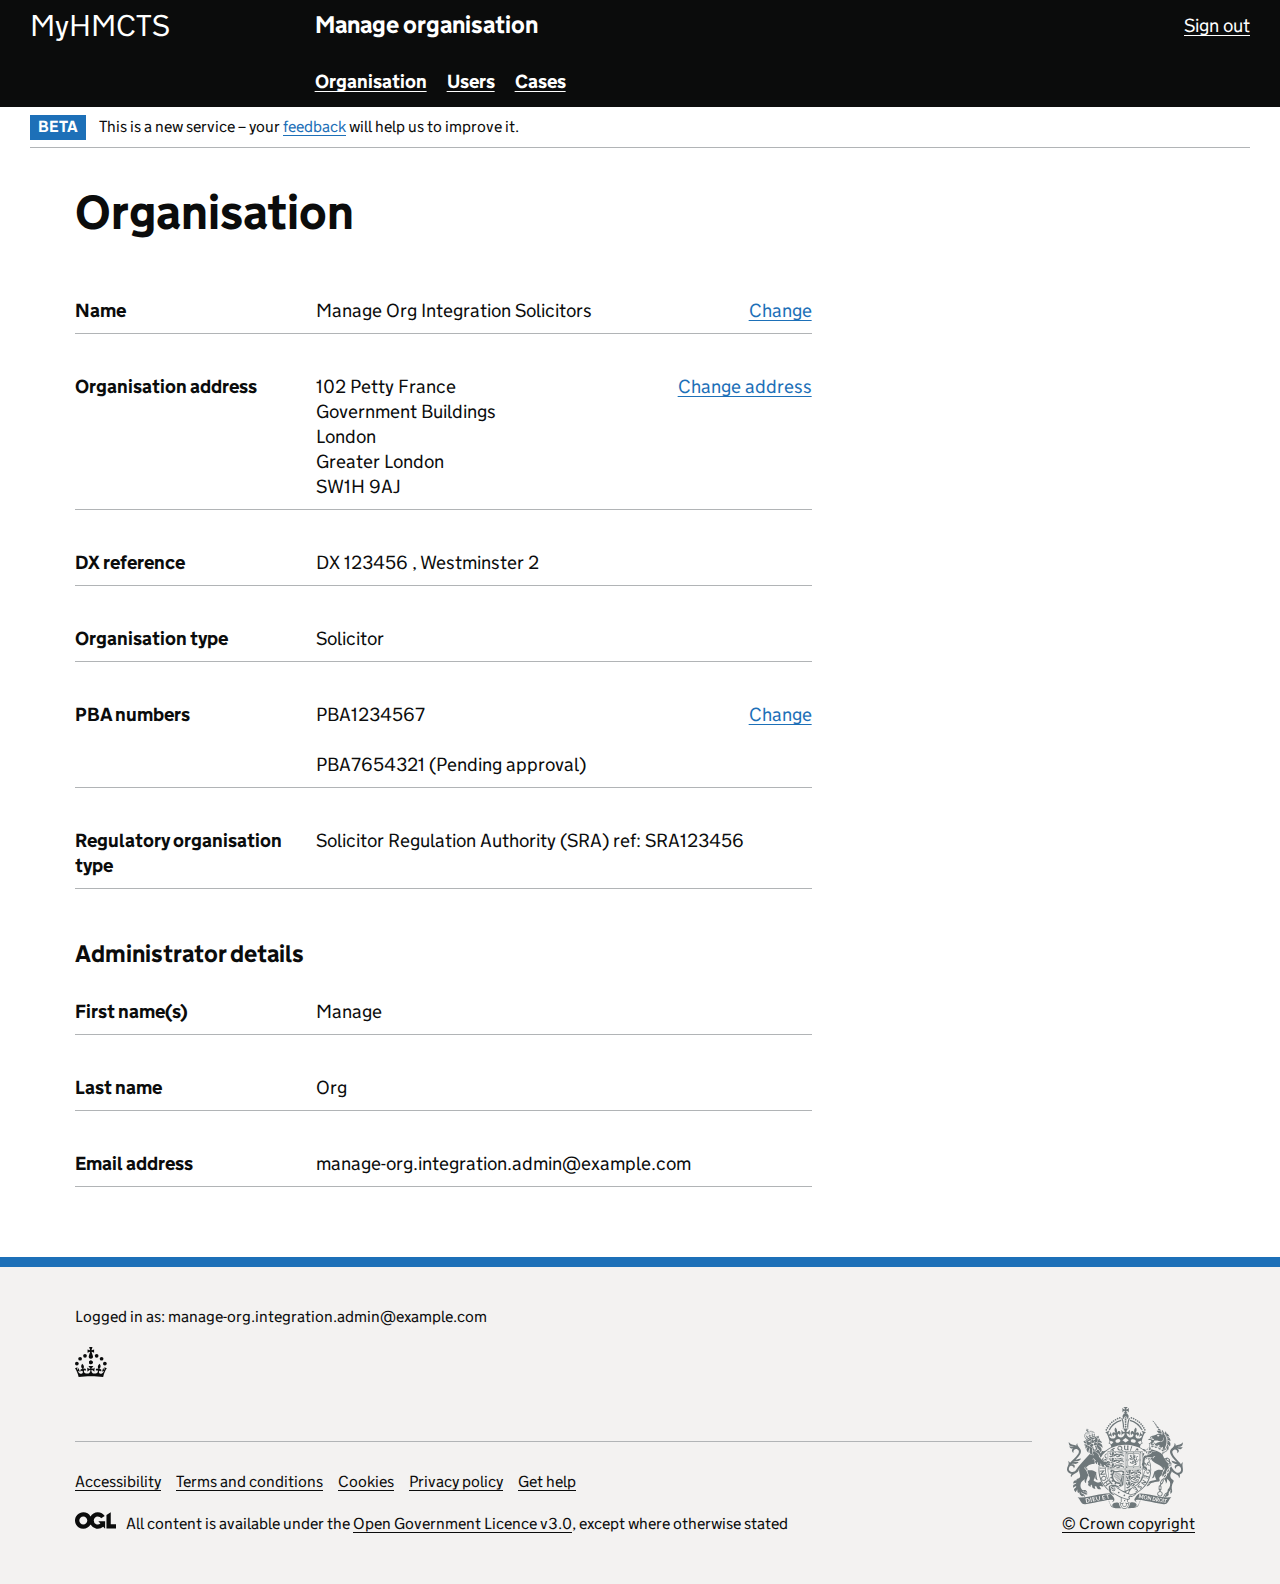 MyHMCTS
Manage organisation
Sign out
Organisation Users Cases
BETA This is a new service – your feedback will help us to improve it.
Organisation
Name Manage Org Integration Solicitors Change
Organisation address 102 Petty France Change address
Government Buildings
London
Greater London
SW1H 9AJ
DX reference DX 123456 , Westminster 2
Organisation type Solicitor
PBA numbers PBA1234567 Change
PBA7654321 (Pending approval)
Regulatory organisation Solicitor Regulation Authority (SRA) ref: SRA123456
type
Administrator details
First name(s) Manage
Last name Org
Email address manage-org.integration.admin@example.com
Logged in as: manage-org.integration.admin@example.com
Accessibility Terms and conditions Cookies Privacy policy Get help
OGL All content is available under the Open Government Licence v3.0, except where otherwise stated
© Crown copyright